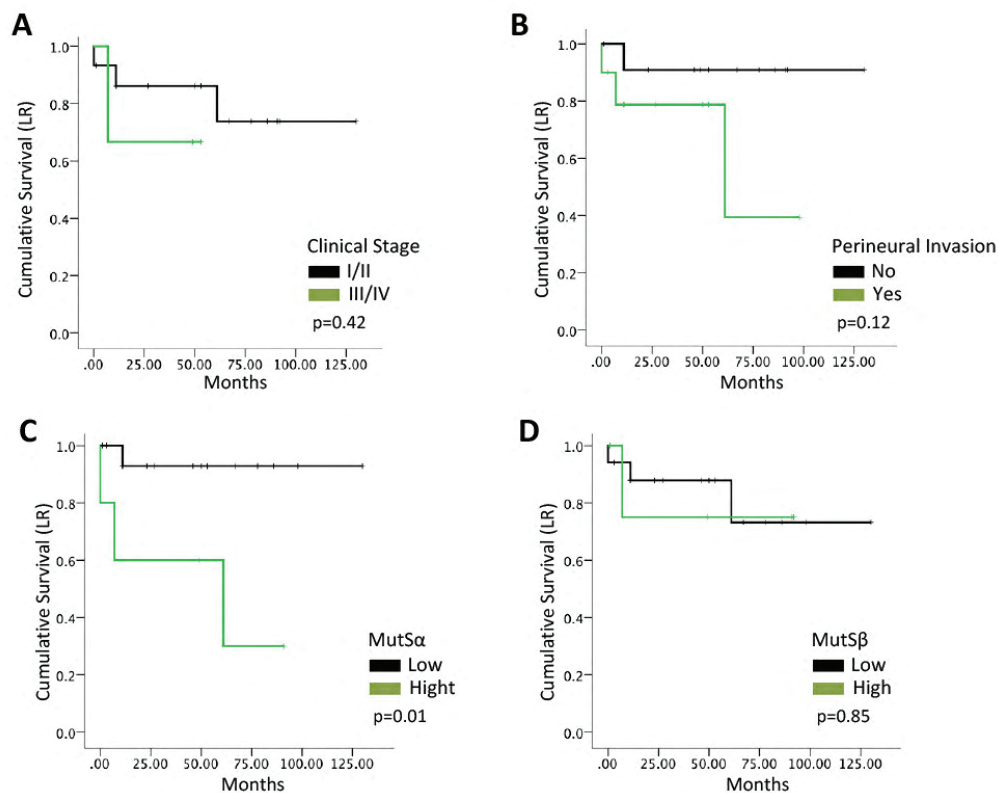 A
Cumulative Survival (LR)
1.0
0.8
0.6
0.4
0.2
0.0
.00 25.00 50.00 75.00 100.00 125.00
Months
Clinical Stage
I/II
III/IV
p=0.42
B
Cumulative Survival (LR)
1.0
0.8
0.6
0.4
0.2
0.0
.00 25.00 50.00 75.00 100.00 125.00
Months
Perineural Invasion
No
Yes
p=0.12
C
Cumulative Survival (LR)
1.0
0.8
0.6
0.4
0.2
0.0
.00 25.00 50.00 75.00 100.00 125.00
Months
MutSα
Low
Hight
p=0.01
D
Cumulative Survival (LR)
1.0
0.8
0.6
0.4
0.2
0.0
.00 25.00 50.00 75.00 100.00 125.00
Months
MutSβ
Low
High
p=0.85